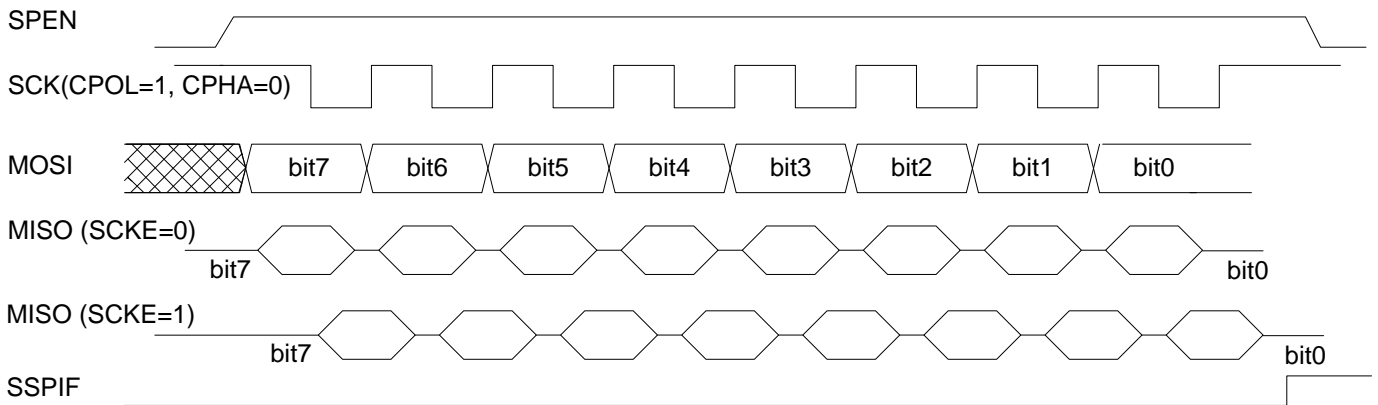 SPEN
SCK(CPOL=1, CPHA=0)
MOSI
bit7 bit6 bit5 bit4 bit3 bit2 bit1 bit0
MISO (SCKE=0)
bit7 bit0
MISO (SCKE=1)
bit7 bit0
SSPIF